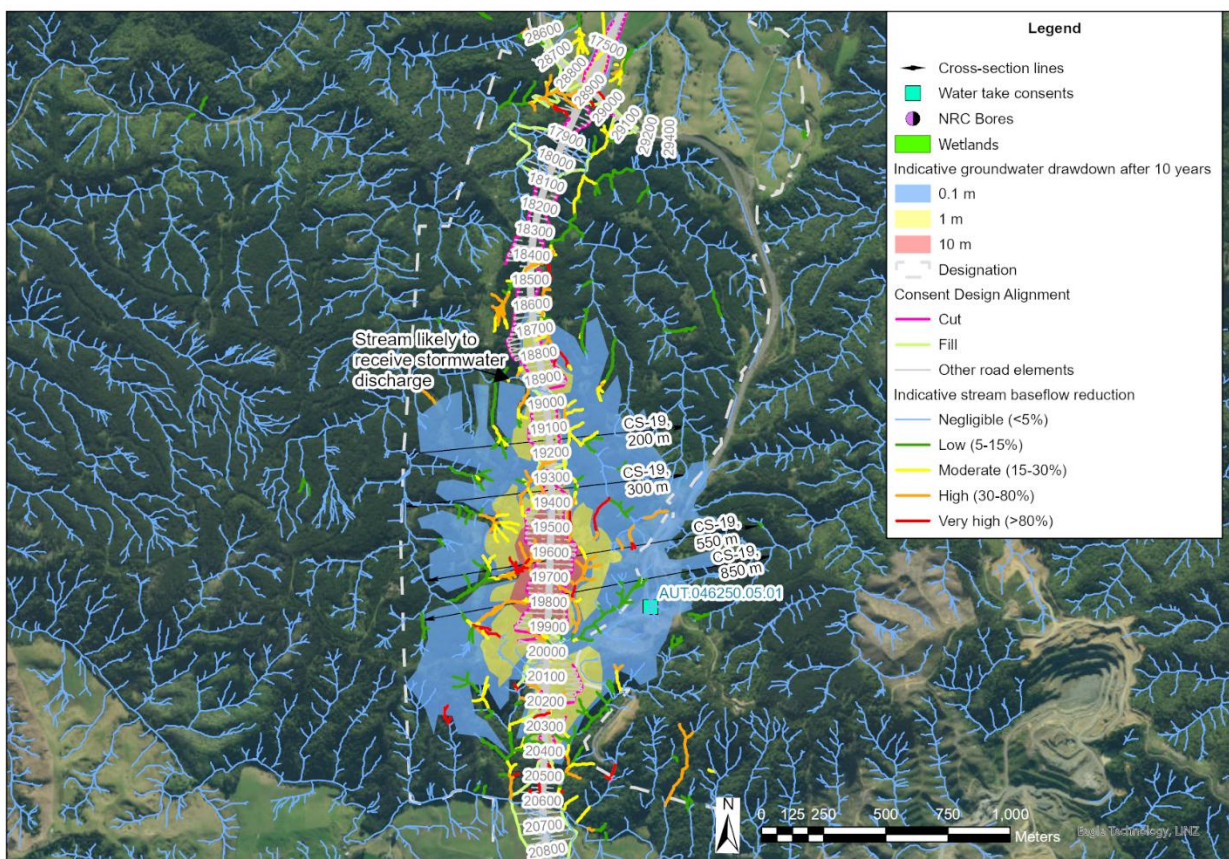 28600
28700
28800
28900
29000
29100
29200
29400
17500
17900
18000
18100
18200
18300
18400
18500
18600
18700
18800
18900
19000
19100
19200
19300
19400
19500
19600
19700
19800
19900
20000
20100
20200
20300
20400
20500
20600
20700
20800
Stream likely to
receive stormwater
discharge
CS-19,
200 m
CS-19,
300 m
CS-19,
550 m
CS-19,
850 m
AUT.046250.05.01
Legend
Cross-section lines
Water take consents
NRC Bores
Wetlands
Indicative groundwater drawdown after 10 years
0.1 m
1 m
10 m
Designation
Consent Design Alignment
Cut
Fill
Other road elements
Indicative stream baseflow reduction
Negligible (<5%)
Low (5-15%)
Moderate (15-30%)
High (30-80%)
Very high (>80%)
N
0 125 250 500 750 1,000
Meters
Eagle Technology, LINZ